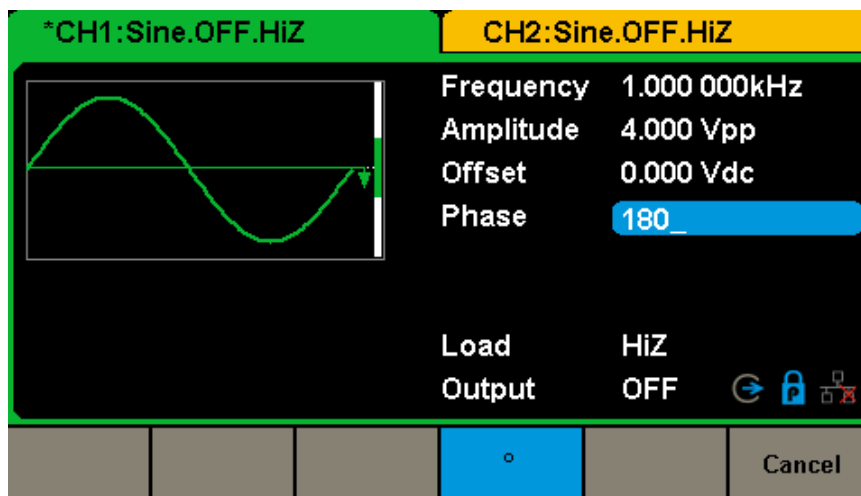 *CH1:Sine.OFF.HiZ
CH2:Sine.OFF.HiZ
Frequency 1.000 000kHz
Amplitude 4.000 Vpp
Offset 0.000 Vdc
Phase 180_
Load HiZ
Output OFF
P
° Cancel